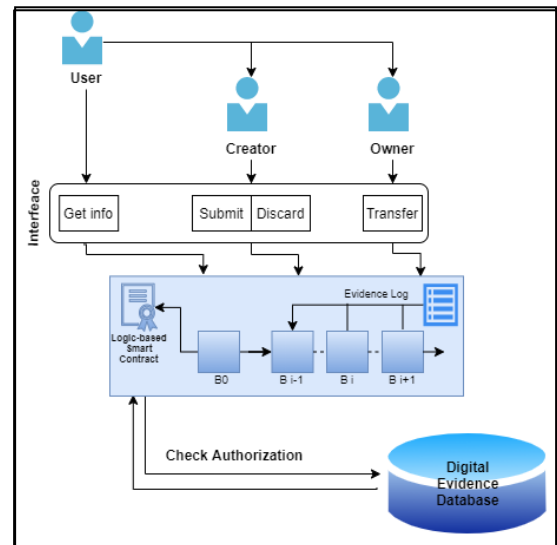 User
Creator
Owner
Interfeace
Get info
Submit
Discard
Transfer
Evidence Log
Logic-based
Smart
Contract
B0
B i-1
B i
B i+1
Check Authorization
Digital
Evidence
Database